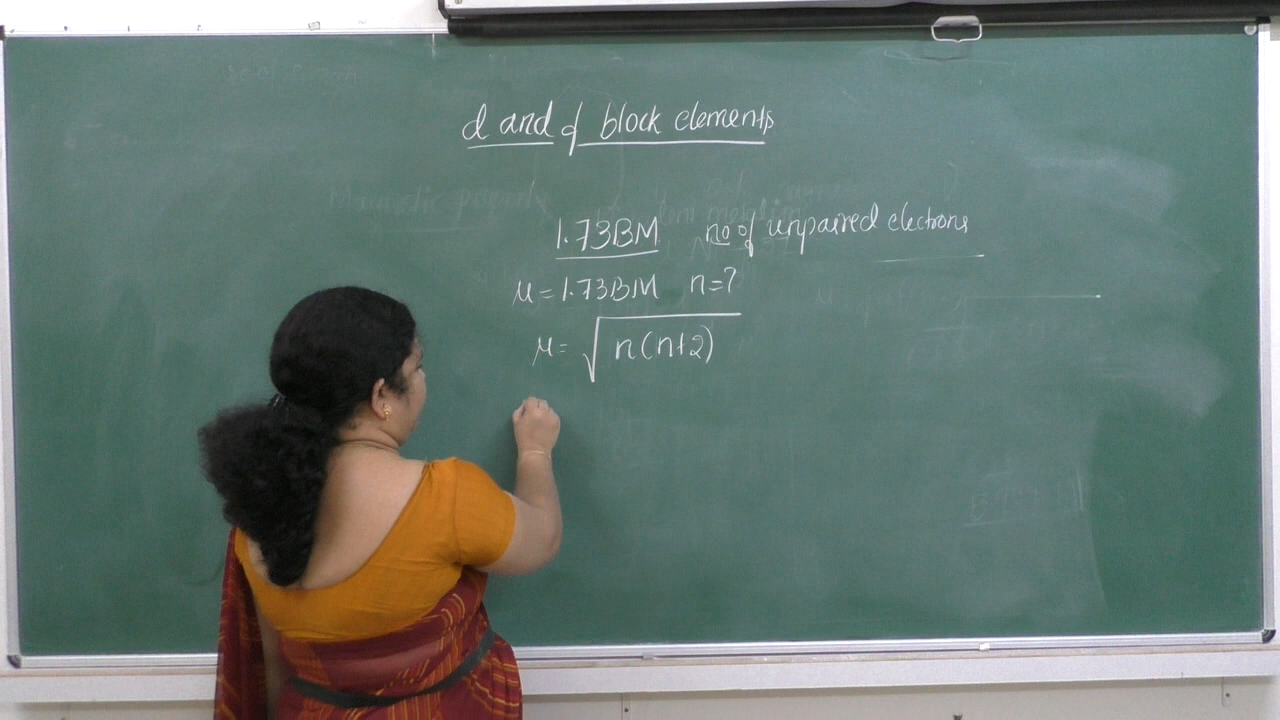 d and f block elements
1.73BM no of unpaired electrons
μ = 1.73BM n=?
μ = √n(n+2)